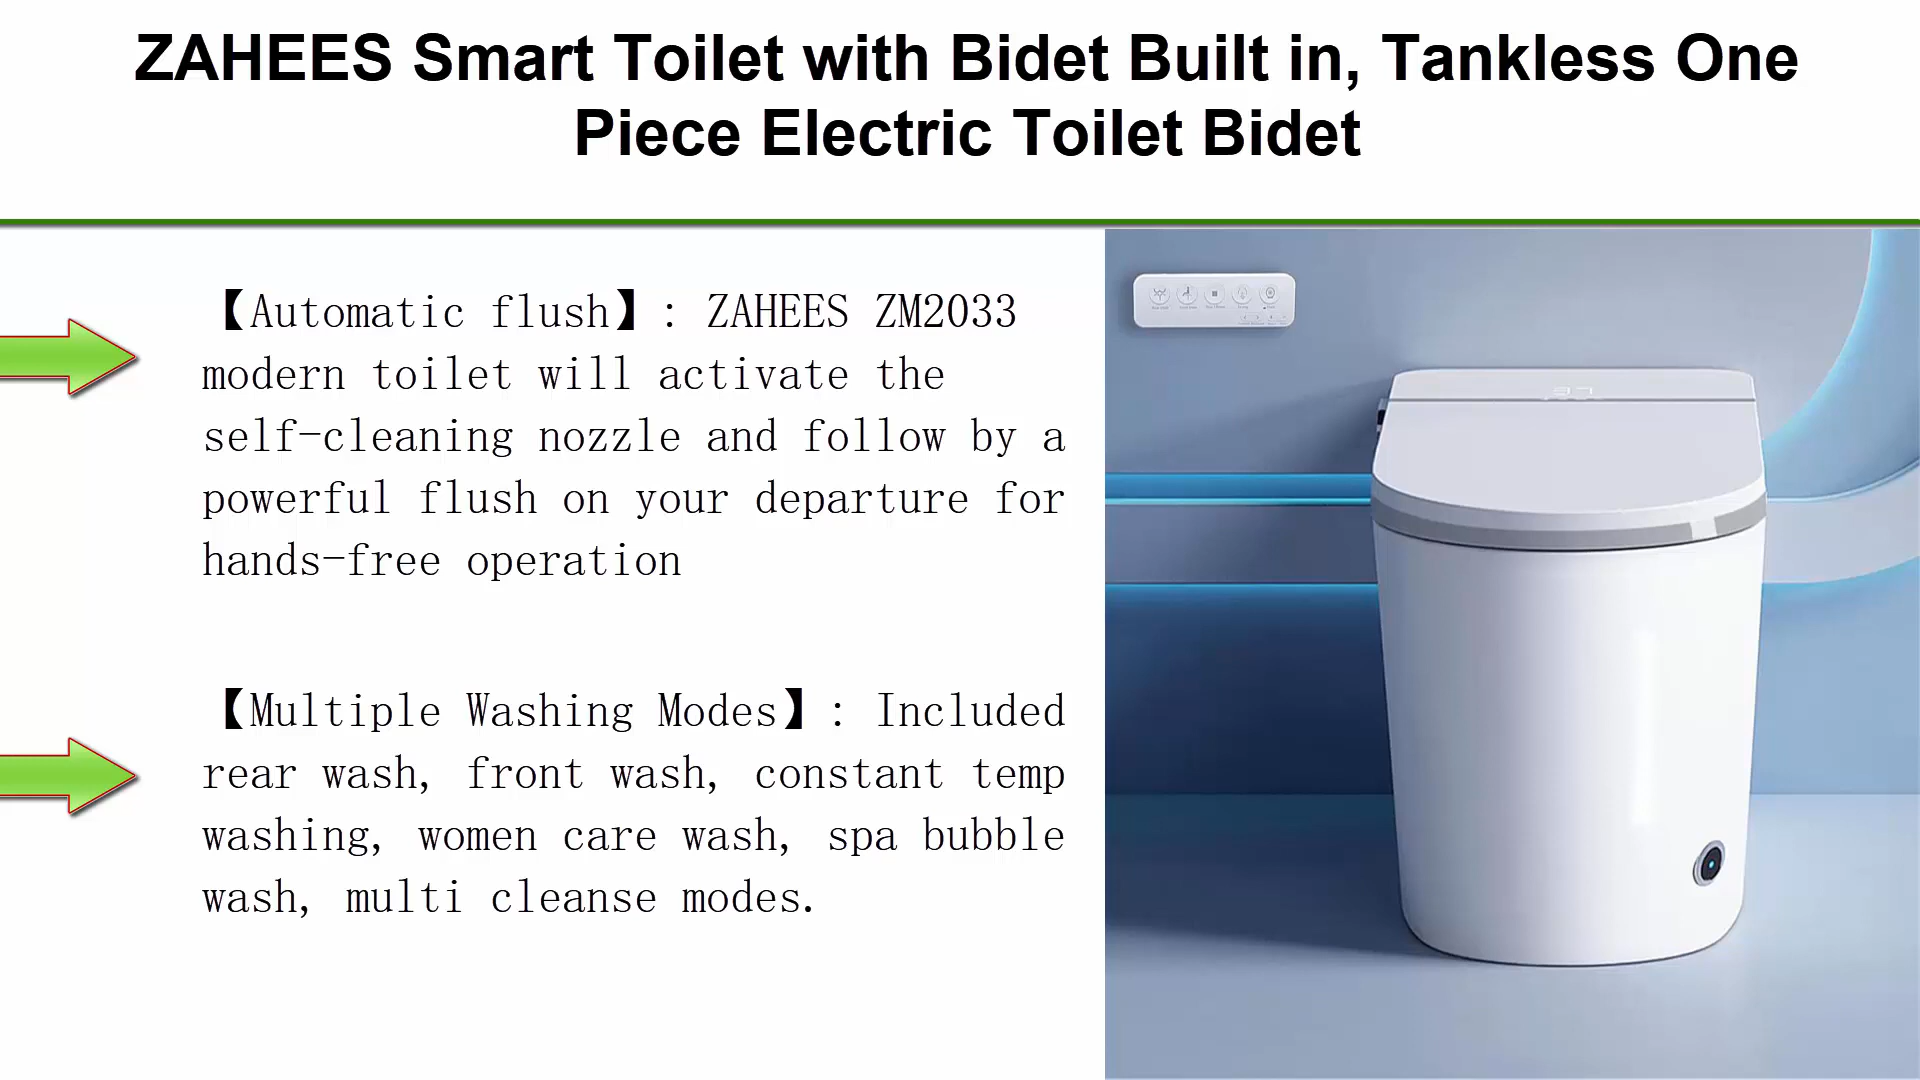 ZAHEES Smart Toilet with Bidet Built in, Tankless One
Piece Electric Toilet Bidet
【Automatic flush】: ZAHEES ZM2033
modern toilet will activate the
self-cleaning nozzle and follow by a
powerful flush on your departure for
hands-free operation
【Multiple Washing Modes】: Included
rear wash, front wash, constant temp
washing, women care wash, spa bubble
wash, multi cleanse modes.